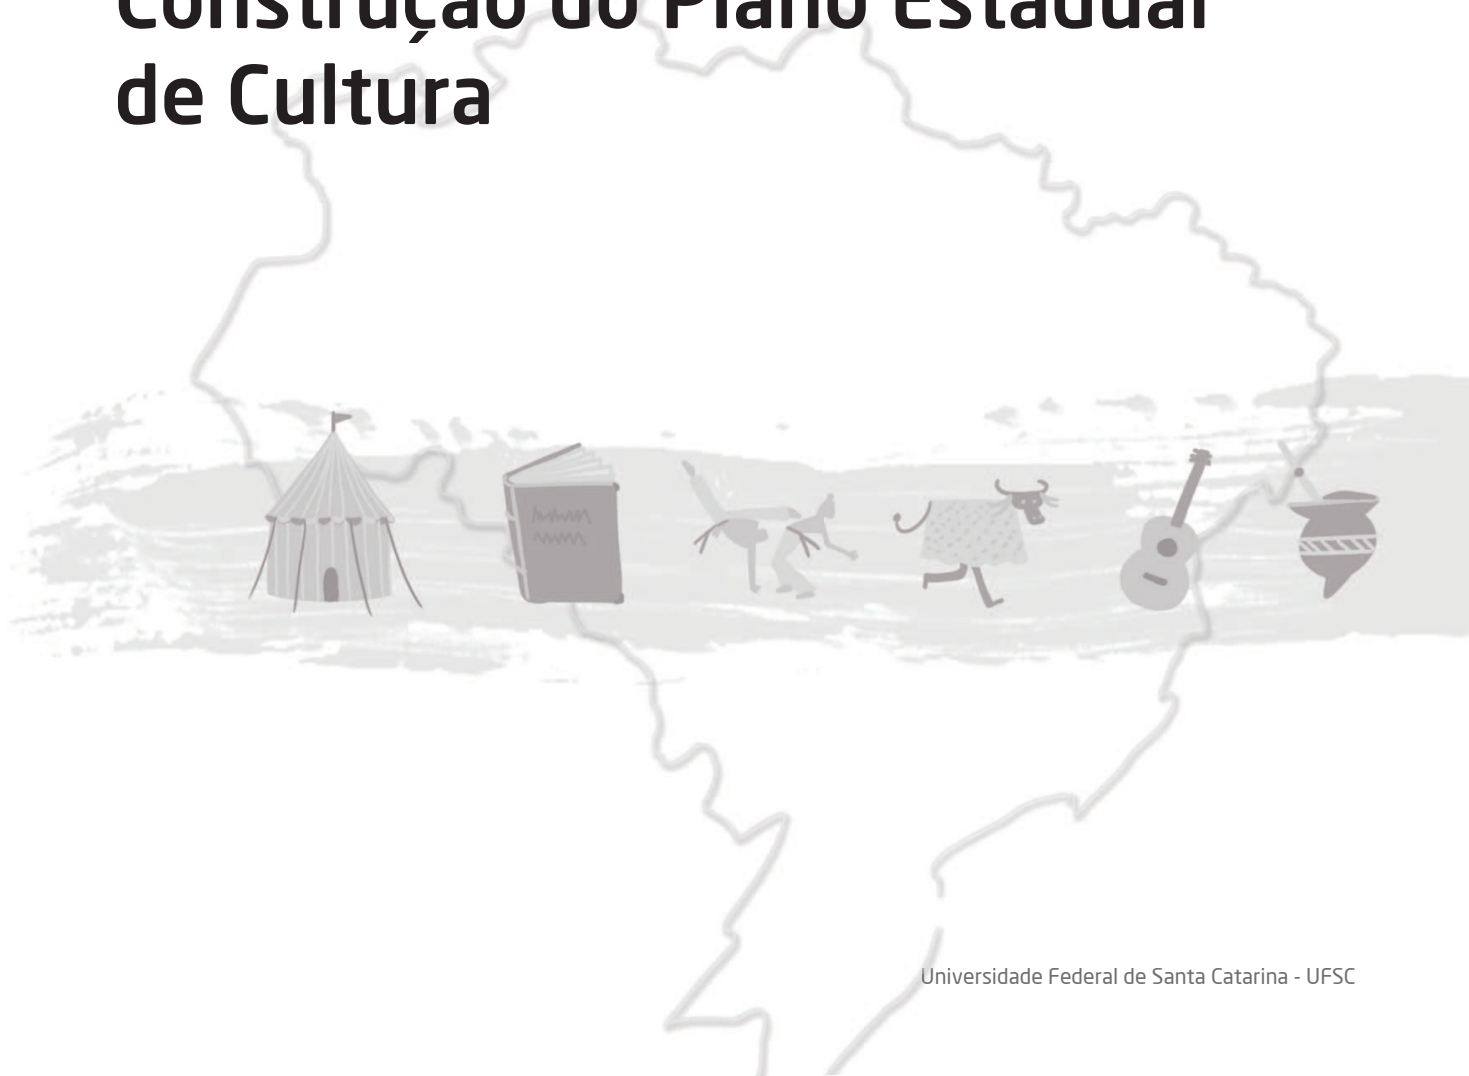 Construção do Plano Estadual
de Cultura
Universidade Federal de Santa Catarina - UFSC